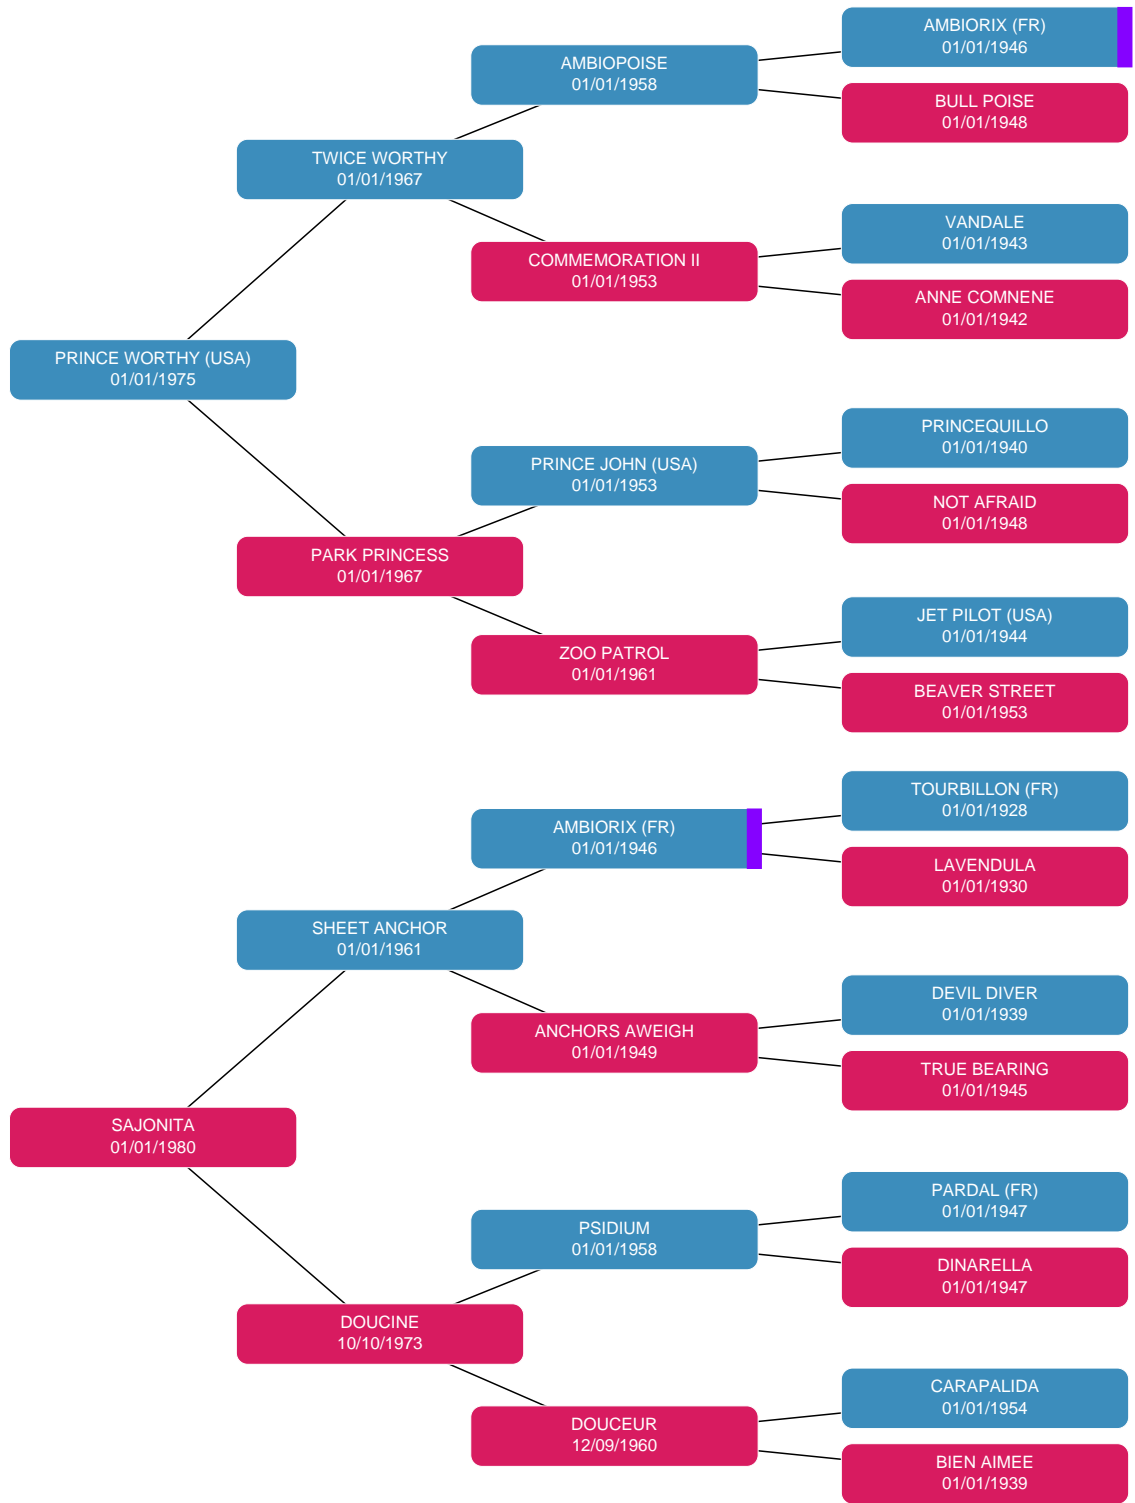 AMBIORIX (FR)
01/01/1946
AMBIOPOISE
01/01/1958
BULL POISE
01/01/1948
TWICE WORTHY
01/01/1967
VANDALE
01/01/1943
COMMEMORATION II
01/01/1953
ANNE COMNENE
01/01/1942
PRINCE WORTHY (USA)
01/01/1975
PRINCEQUILLO
01/01/1940
PRINCE JOHN (USA)
01/01/1953
NOT AFRAID
01/01/1948
PARK PRINCESS
01/01/1967
JET PILOT (USA)
01/01/1944
ZOO PATROL
01/01/1961
BEAVER STREET
01/01/1953
TOURBILLON (FR)
01/01/1928
AMBIORIX (FR)
01/01/1946
LAVENDULA
01/01/1930
SHEET ANCHOR
01/01/1961
DEVIL DIVER
01/01/1939
ANCHORS AWEIGH
01/01/1949
TRUE BEARING
01/01/1945
SAJONITA
01/01/1980
PARDAL (FR)
01/01/1947
PSIDIUM
01/01/1958
DINARELLA
01/01/1947
DOUCINE
10/10/1973
CARAPALIDA
01/01/1954
DOUCEUR
12/09/1960
BIEN AIMEE
01/01/1939